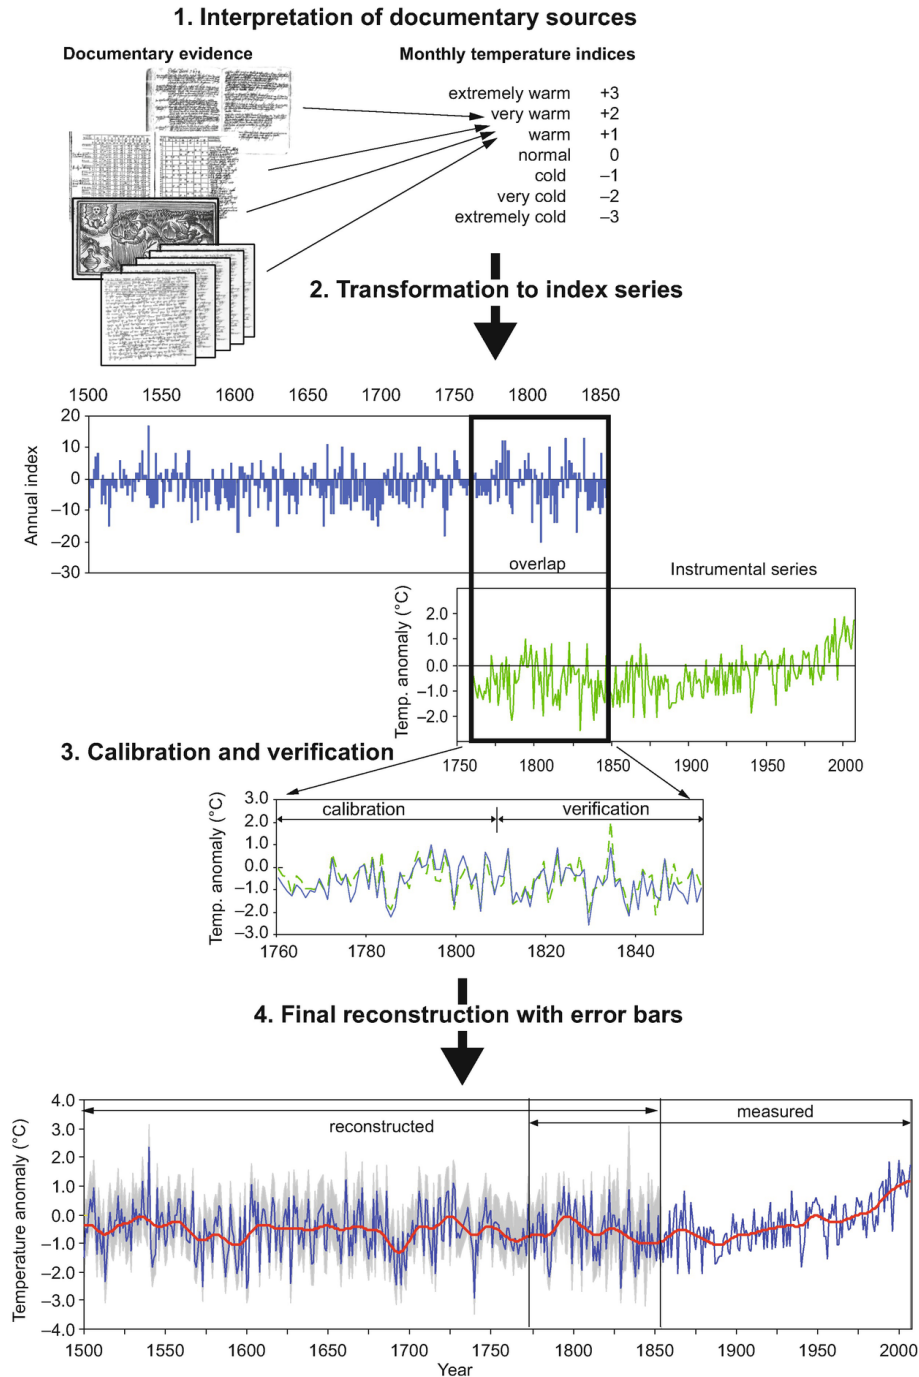 1. Interpretation of documentary sources
Documentary evidence
Monthly temperature indices
extremely warm +3
very warm +2
warm +1
normal 0
cold –1
very cold –2
extremely cold –3
2. Transformation to index series
1500 1550 1600 1650 1700 1750 1800 1850
Annual index
20
10
0
–10
–20
–30
overlap
Instrumental series
Temp. anomaly (°C)
2.0
1.0
0.0
–1.0
–2.0
1750 1800 1850 1900 1950 2000
3. Calibration and verification
Temp. anomaly (°C)
3.0
2.0
1.0
0.0
–1.0
–2.0
–3.0
calibration
verification
1760 1780 1800 1820 1840
4. Final reconstruction with error bars
Temperature anomaly (°C)
4.0
3.0
2.0
1.0
0.0
–1.0
–2.0
–3.0
–4.0
reconstructed
measured
1500 1550 1600 1650 1700 1750 1800 1850 1900 1950 2000
Year